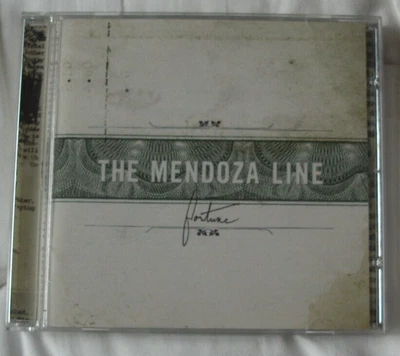 THE MENDOZA LINE
fortune